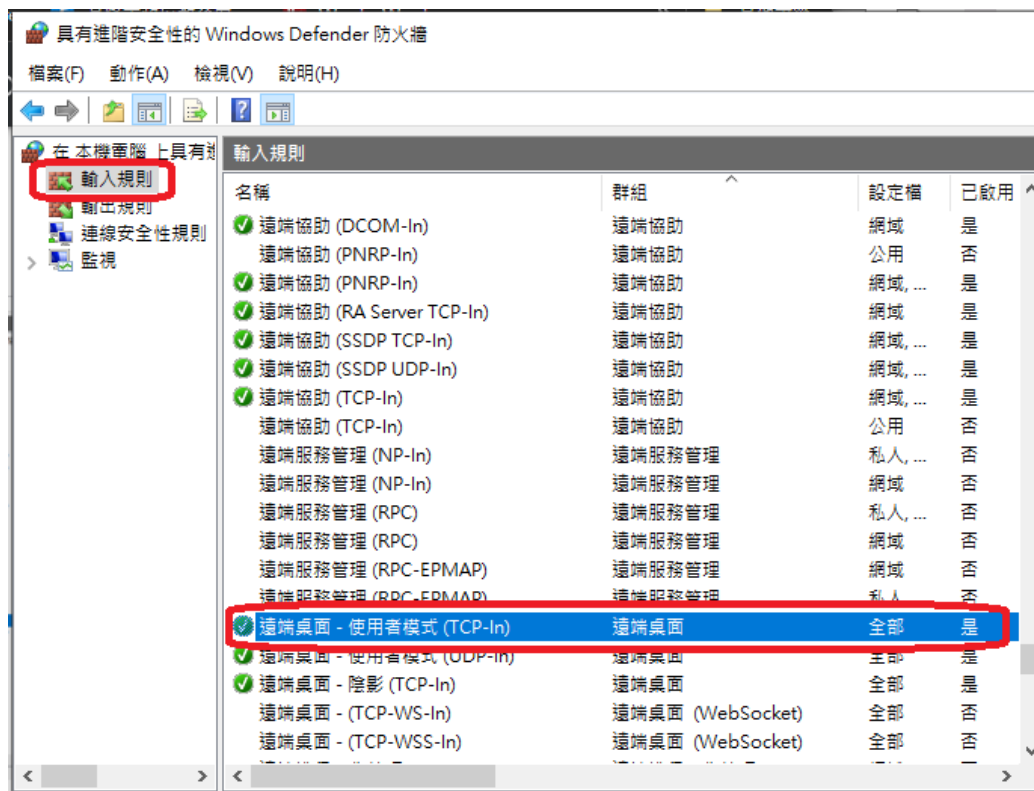 具有進階安全性的 Windows Defender 防火牆
檔案(F) 動作(A) 檢視(V) 說明(H)
在 本機電腦 上具有進
輸入規則
輸出規則
連線安全性規則
監視
輸入規則
名稱 群組 設定檔 已啟用
遠端協助 (DCOM-In) 遠端協助 網域 是
遠端協助 (PNRP-In) 遠端協助 公用 否
遠端協助 (PNRP-In) 遠端協助 網域, ... 是
遠端協助 (RA Server TCP-In) 遠端協助 網域 是
遠端協助 (SSDP TCP-In) 遠端協助 網域, ... 是
遠端協助 (SSDP UDP-In) 遠端協助 網域, ... 是
遠端協助 (TCP-In) 遠端協助 網域, ... 是
遠端協助 (TCP-In) 遠端協助 公用 否
遠端服務管理 (NP-In) 遠端服務管理 私人, ... 否
遠端服務管理 (NP-In) 遠端服務管理 網域 否
遠端服務管理 (RPC) 遠端服務管理 私人, ... 否
遠端服務管理 (RPC) 遠端服務管理 網域 否
遠端服務管理 (RPC-EPMAP) 遠端服務管理 網域 否
遠端服務管理 (RPC-EPMAP) 遠端服務管理 私人 否
遠端桌面 - 使用者模式 (TCP-In) 遠端桌面 全部 是
遠端桌面 - 使用者模式 (UDP-In) 遠端桌面 全部 是
遠端桌面 - 陰影 (TCP-In) 遠端桌面 全部 是
遠端桌面 - (TCP-WS-In) 遠端桌面 (WebSocket) 全部 否
遠端桌面 - (TCP-WSS-In) 遠端桌面 (WebSocket) 全部 否